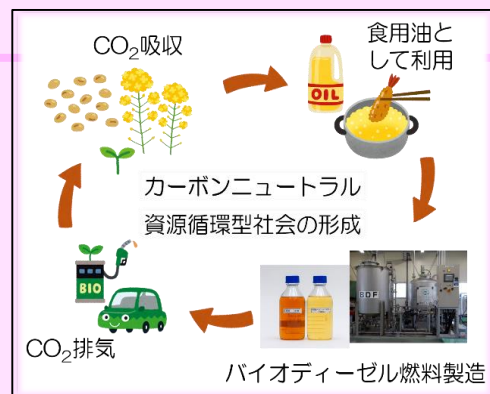 CO₂吸収
食用油と
して利用
OIL
カーボンニュートラル
資源循環型社会の形成
BIO
BDF
CO₂排気
バイオディーゼル燃料製造